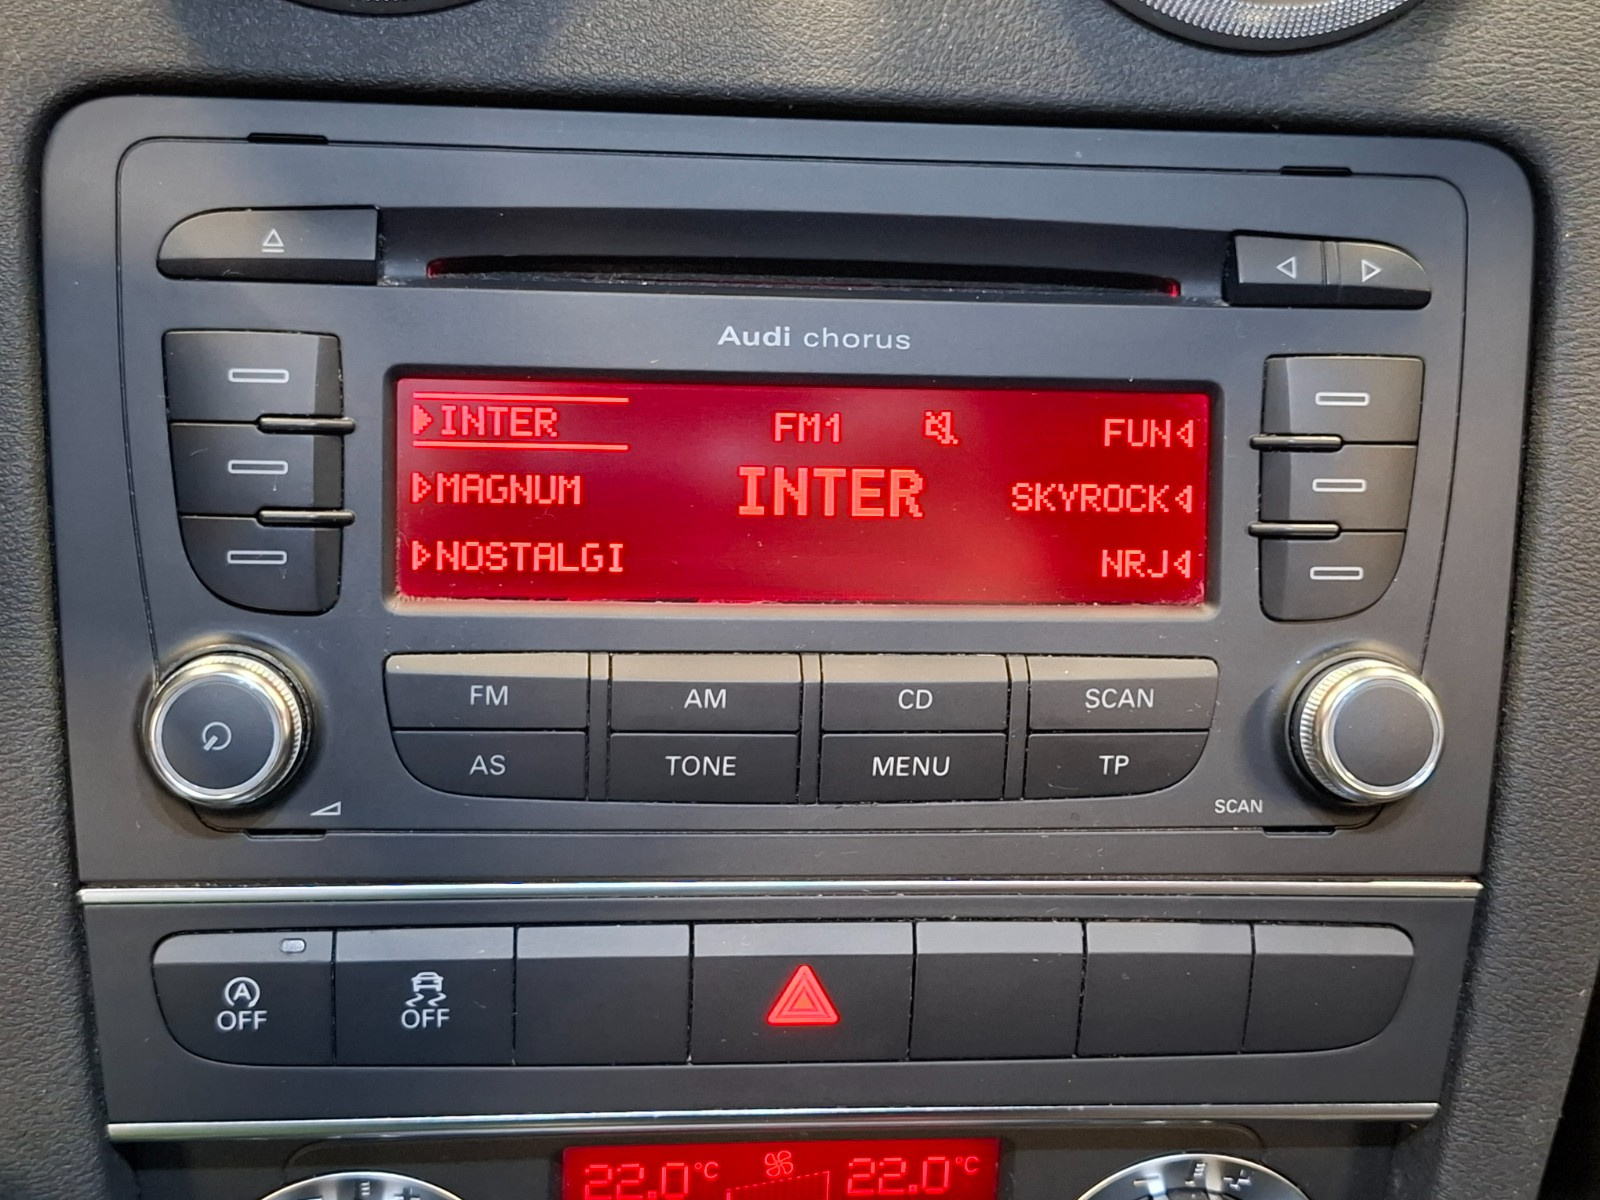 Audi chorus
INTER FM1 FUN
MAGNUM INTER SKYROCK
NOSTALGI NRJ
FM AM CD SCAN
AS TONE MENU TP
SCAN
A
OFF OFF
22.0°C 22.0°C